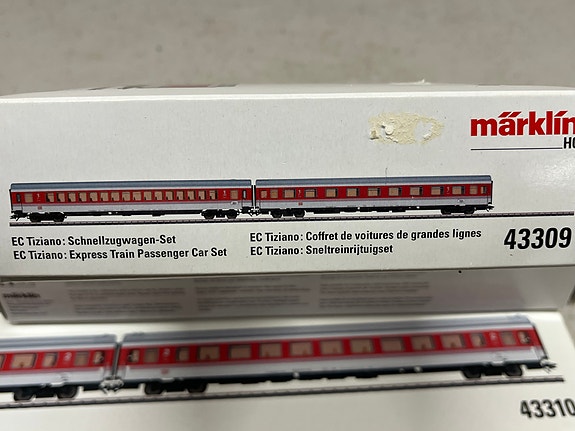 märklin
HO
EC Tiziano: Schnellzugwagen-Set
EC Tiziano: Express Train Passenger Car Set
EC Tiziano: Coffret de voitures de grandes lignes
EC Tiziano: Sneltreinrijtuigset
43309
märklin
43310